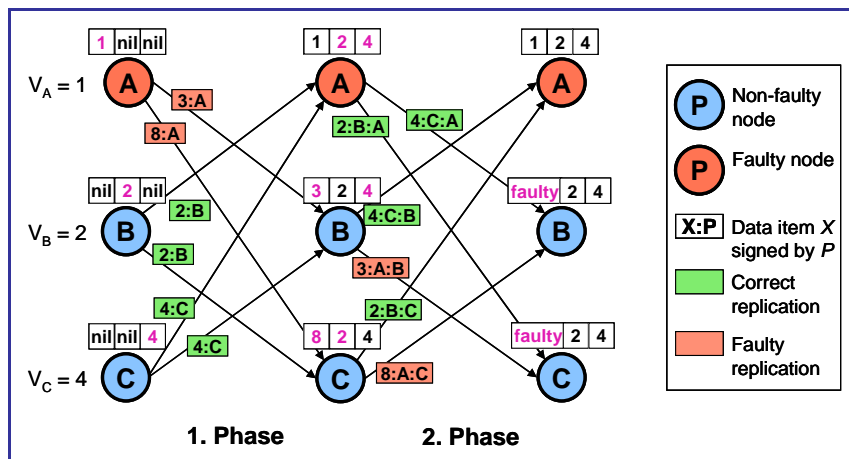 1 nil nil
1 2 4
1 2 4
V_A = 1
A
A
A
3:A
8:A
2:B:A
4:C:A
nil 2 nil
3 2 4
faulty 2 4
V_B = 2
B
B
B
2:B
2:B
4:C:B
3:A:B
4:C
4:C
2:B:C
8:A:C
nil nil 4
8 2 4
faulty 2 4
V_C = 4
C
C
C
1. Phase
2. Phase
P
Non-faulty
node
P
Faulty node
X:P
Data item X
signed by P
Correct
replication
Faulty
replication